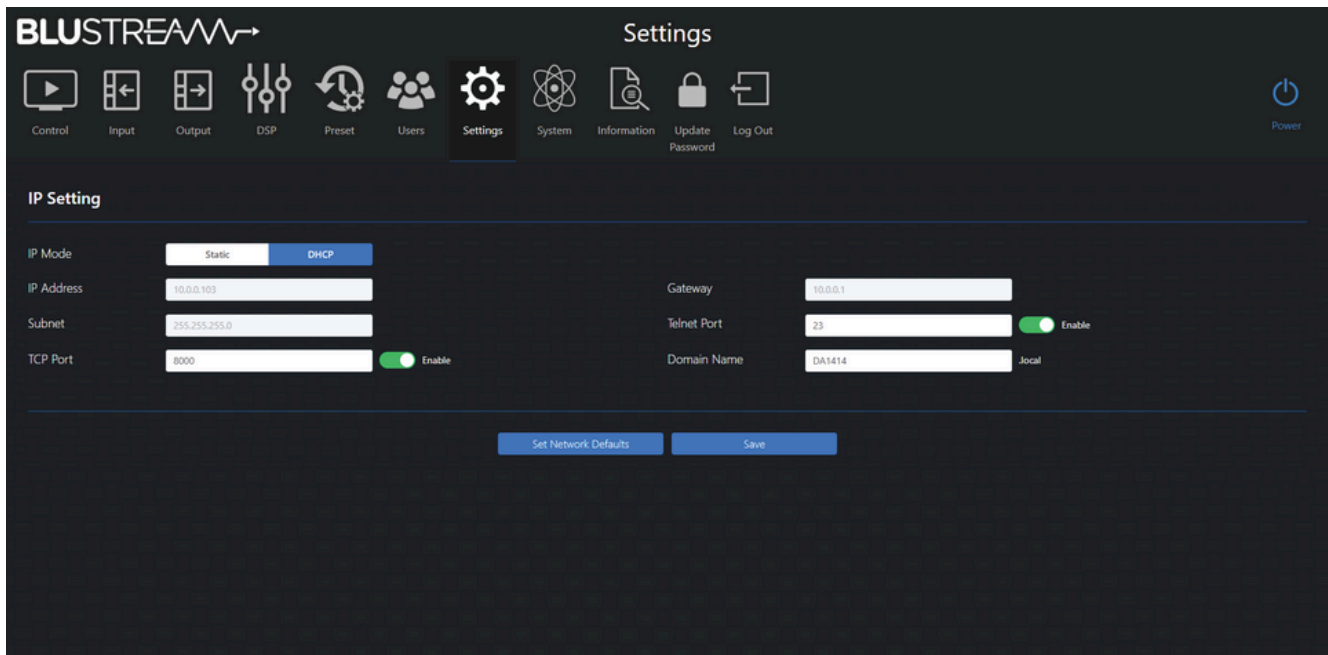 BLUSTREAM
Settings
Control
Input
Output
DSP
Preset
Users
Settings
System
Information
Update
Password
Log Out
Power
IP Setting
IP Mode
Static
DHCP
IP Address
10.0.0.103
Gateway
10.0.0.1
Subnet
255.255.255.0
Telnet Port
23
Enable
TCP Port
8000
Enable
Domain Name
DA1414
.local
Set Network Defaults
Save